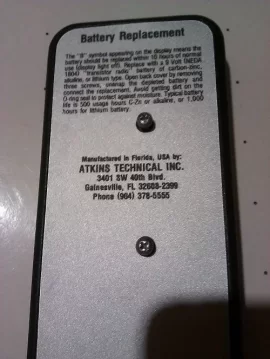 Battery Replacement
The "B" symbol appearing on the display means the
battery should be replaced within 10 hours of normal
use (display light off). Replace with a 9 Volt (NEDA
1604) "transistor radio" battery of carbon-zinc,
alkaline, or lithium type. Open back cover by removing
three screws, unsnap the depleted battery and
connect the replacement. Avoid getting dirt on the
O-ring seal to protect against moisture. Typical battery
life is 500 usage hours C-Zn or alkaline, or 1,000
hours for lithium type.
Manufactured in Florida, USA by:
ATKINS TECHNICAL INC.
3401 SW 40th Blvd.
Gainesville, FL 32608-2399
Phone (904) 378-5555